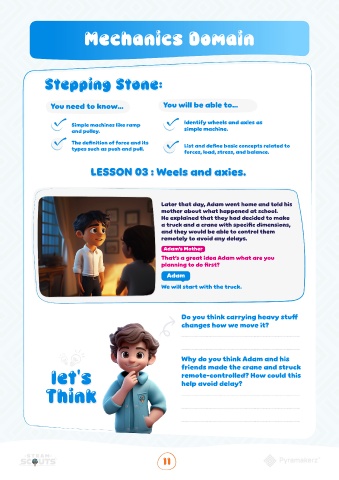 Mechanics Domain
Stepping Stone:
You need to know...
You will be able to...
Simple machines like ramp
and pulley.
The definition of force and its
types such as push and pull.
Identify wheels and axles as
simple machine.
List and define basic concepts related to
forces, load, stress, and balance.
LESSON 03 : Weels and axies.
Later that day, Adam went home and told his
mother about what happened at school.
He explained that they had decided to make
a truck and a crane with specific dimensions,
and they would be able to control them
remotely to avoid any delays.
Adam's Mother
That's a great idea Adam what are you
planning to do first?
Adam
We will start with the truck.
Do you think carrying heavy stuff
changes how we move it?
Why do you think Adam and his
friends made the crane and struck
remote-controlled? How could this
help avoid delay?
let's
Think
STEAM
SCOUTS
11
Pyramakerz